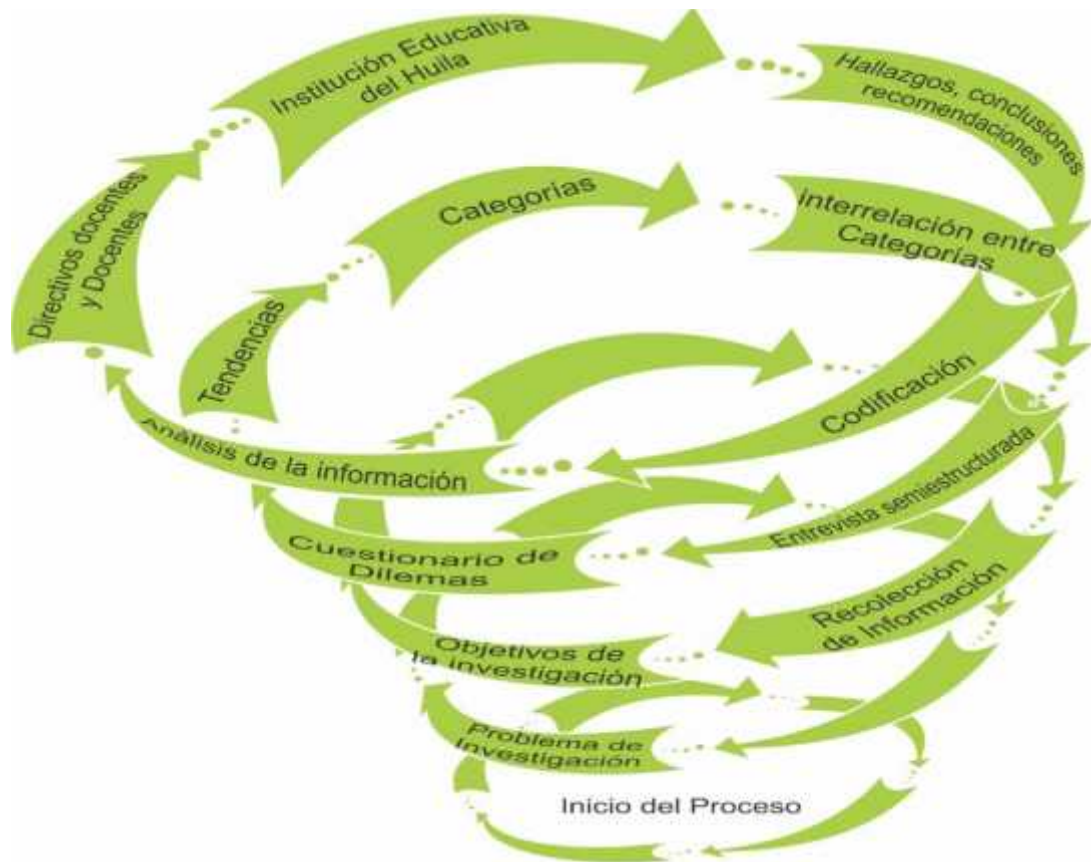 Institución Educativa
del Huila
Hallazgos, conclusiones
recomendaciones
Directivos docentes
y Docentes
Categorías
interrelación entre
Categorías
Tendencias
Codificación
Análisis de la información
Entrevista semiestructurada
Cuestionario de
Dilemas
Recolección
de Información
Objetivos de
la investigación
Problema de
investigación
Inicio del Proceso